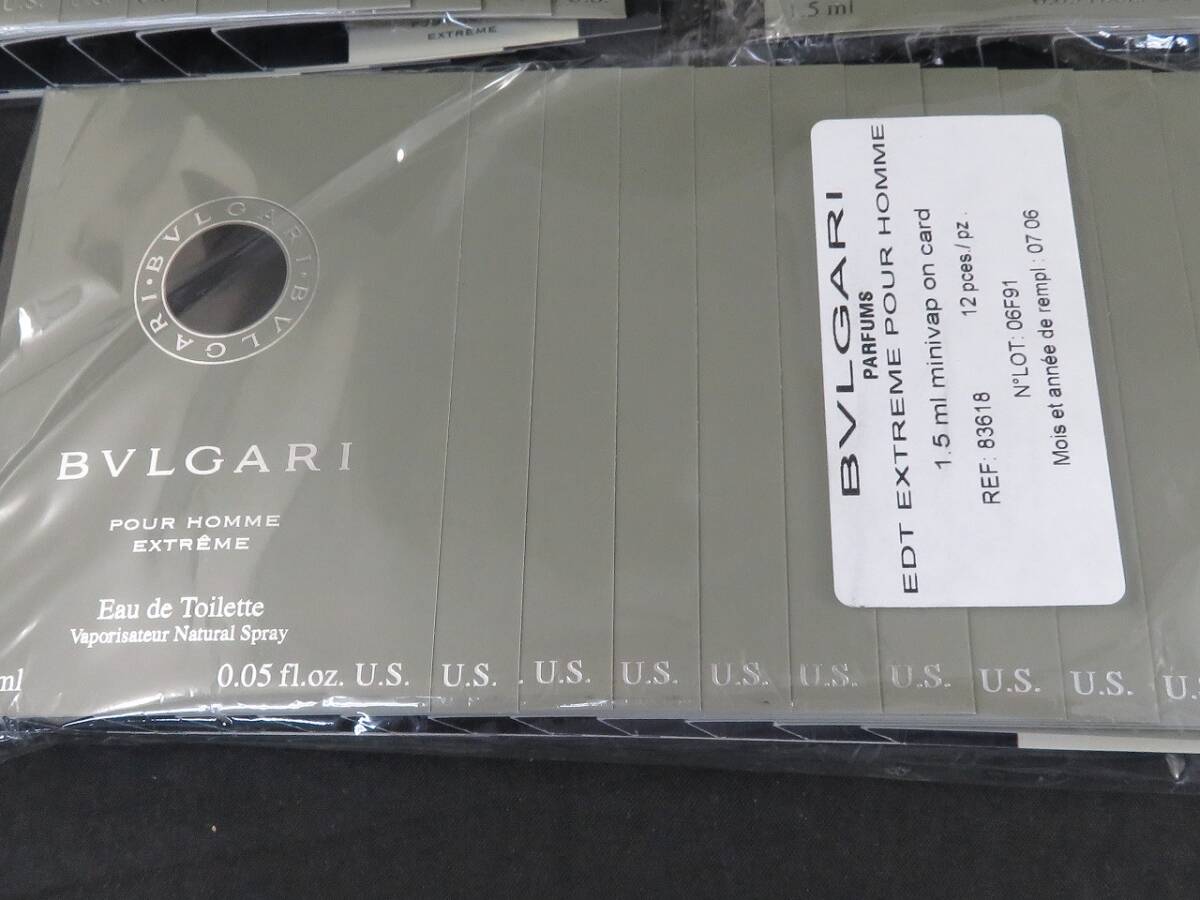 U.S.
EXTRÊME
1.5 ml
BVLGARI · BVLGARI ·
BVLGARI
POUR HOMME
EXTRÊME
Eau de Toilette
Vaporisateur Natural Spray
ml
0.05 fl.oz. U.S.
U.S.
. U.S.
U.S.
U.S.
U.S.
U.S.
U.S.
U.S.
U.S
BVLGARI
PARFUMS
EDT EXTREME POUR HOMME
1.5 ml minivap on card
REF: 83618 12 pces./ pz .
N°LOT: 06F91
Mois et année de rempl : 07 06